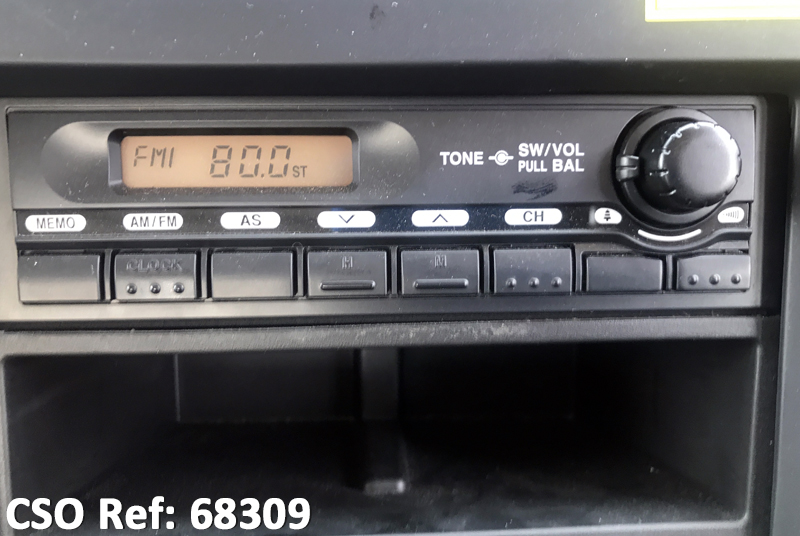 FM1 80.0 ST
TONE SW/VOL
PULL BAL
MEMO AM/FM AS CH
CLOCK H M
CSO Ref: 68309